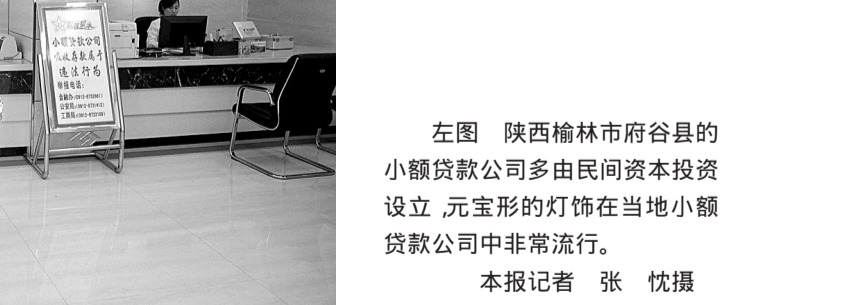 小额贷款公司
吸收存款属于
违法行为
举报电话：
左图　陕西榆林市府谷县的
小额贷款公司多由民间资本投资
设立,元宝形的灯饰在当地小额
贷款公司中非常流行。
本报记者　张　忱摄